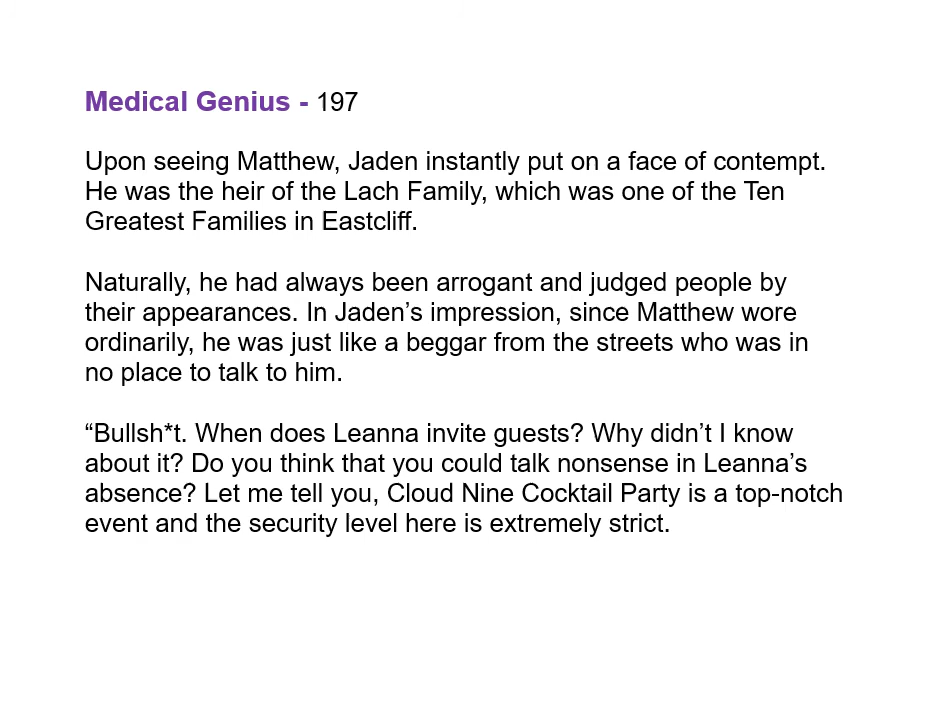 Medical Genius - 197
Upon seeing Matthew, Jaden instantly put on a face of contempt.
He was the heir of the Lach Family, which was one of the Ten
Greatest Families in Eastcliff.
Naturally, he had always been arrogant and judged people by
their appearances. In Jaden’s impression, since Matthew wore
ordinarily, he was just like a beggar from the streets who was in
no place to talk to him.
“Bullsh*t. When does Leanna invite guests? Why didn’t I know
about it? Do you think that you could talk nonsense in Leanna’s
absence? Let me tell you, Cloud Nine Cocktail Party is a top-notch
event and the security level here is extremely strict.